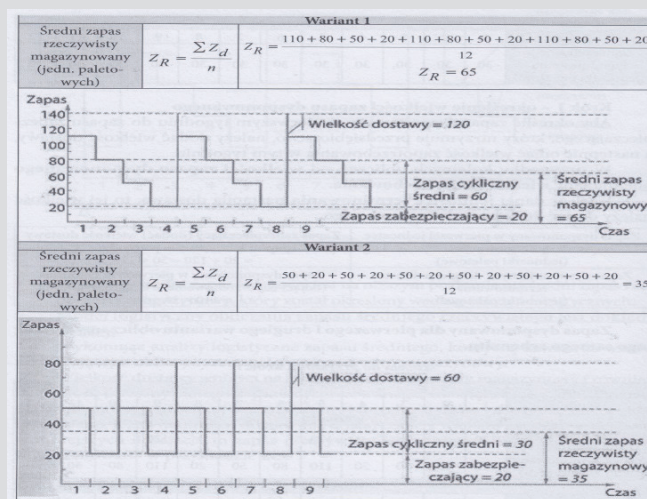 Wariant 1
Średni zapas
rzeczywisty
magazynowany
(jedn. paleto-
wych)
Z_R = ∑ Z_d / n
Z_R = 110 + 80 + 50 + 20 + 110 + 80 + 50 + 20 + 110 + 80 + 50 + 20 / 12
Z_R = 65
Zapas
140
120
100
80
60
40
20
Wielkość dostawy = 120
Zapas cykliczny
średni = 60
Zapas zabezpieczający = 20
Średni zapas
rzeczywisty
magazynowy
= 65
1 2 3 4 5 6 7 8 9
Czas
Wariant 2
Średni zapas
rzeczywisty
magazynowany
(jedn. paleto-
wych)
Z_R = ∑ Z_d / n
Z_R = 50 + 20 + 50 + 20 + 50 + 20 + 50 + 20 + 50 + 20 + 50 + 20 / 12 = 35
Zapas
80
60
40
20
Wielkość dostawy = 60
Zapas cykliczny średni = 30
Zapas zabezpie-
czający = 20
Średni zapas
rzeczywisty
magazynowy
= 35
1 2 3 4 5 6 7 8 9
Czas